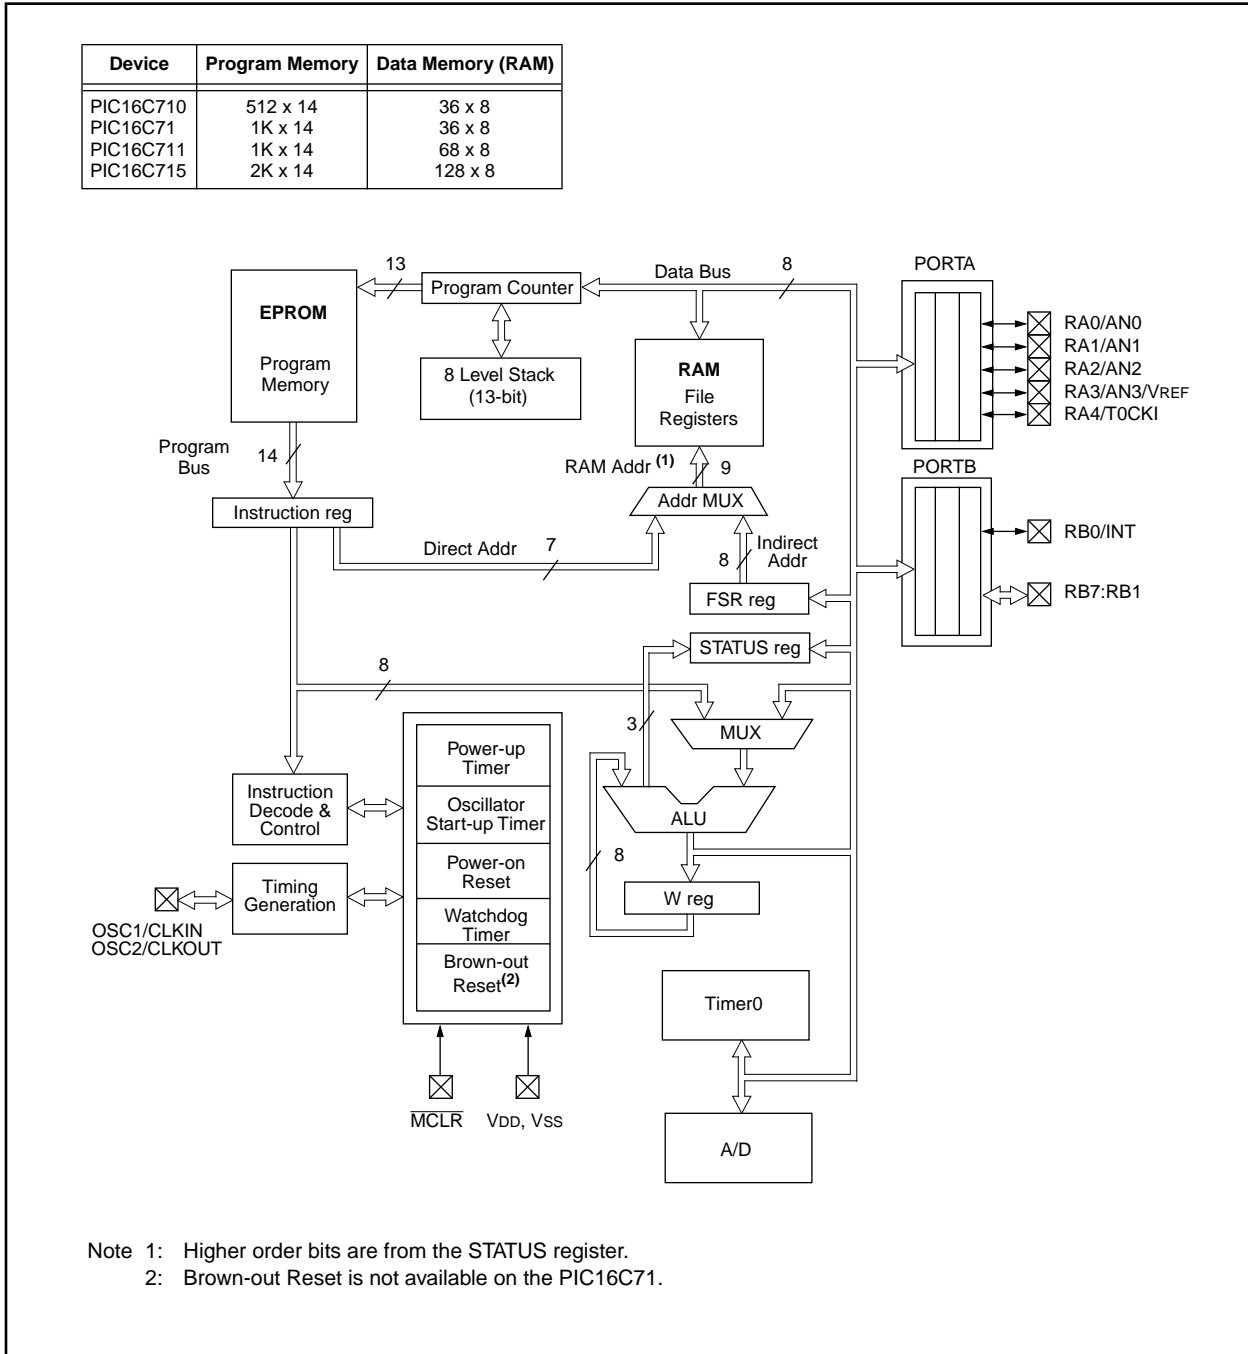 Device Program Memory Data Memory (RAM)
PIC16C710 512 x 14 36 x 8
PIC16C71 1K x 14 36 x 8
PIC16C711 1K x 14 68 x 8
PIC16C715 2K x 14 128 x 8
EPROM
Program
Memory
13
Program Counter
Data Bus
8
8 Level Stack
(13-bit)
RAM
File
Registers
PORTA
RA0/AN0
RA1/AN1
RA2/AN2
RA3/AN3/VREF
RA4/T0CKI
Program
Bus
14
RAM Addr (1)
9
PORTB
Instruction reg
Addr MUX
RB0/INT
Direct Addr
7
8
Indirect
Addr
FSR reg
RB7:RB1
STATUS reg
8
3
MUX
Power-up
Timer
Instruction
Decode &
Control
Oscillator
Start-up Timer
ALU
8
Power-on
Reset
Timing
Generation
W reg
OSC1/CLKIN
OSC2/CLKOUT
Watchdog
Timer
Brown-out
Reset(2)
Timer0
MCLR
VDD, VSS
A/D
Note 1: Higher order bits are from the STATUS register.
2: Brown-out Reset is not available on the PIC16C71.